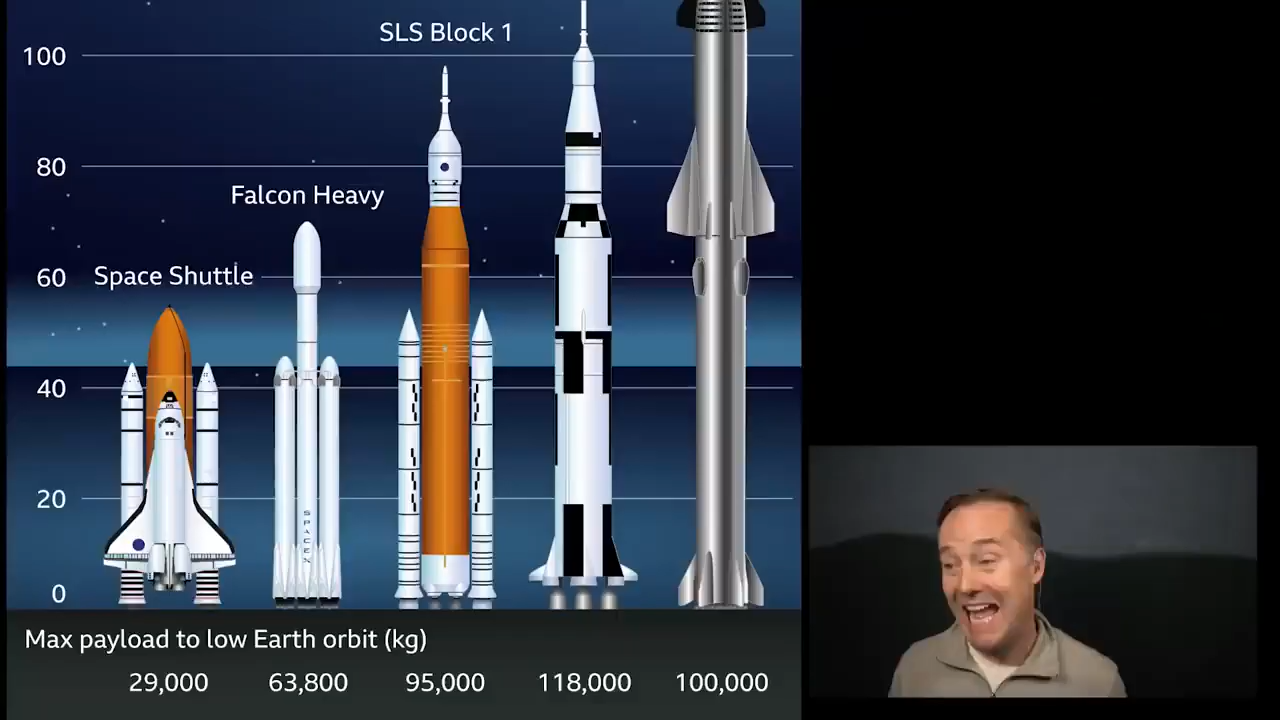 SLS Block 1
100
80
Falcon Heavy
Space Shuttle
60
40
20
SPACEX
0
Max payload to low Earth orbit (kg)
29,000 63,800 95,000 118,000 100,000